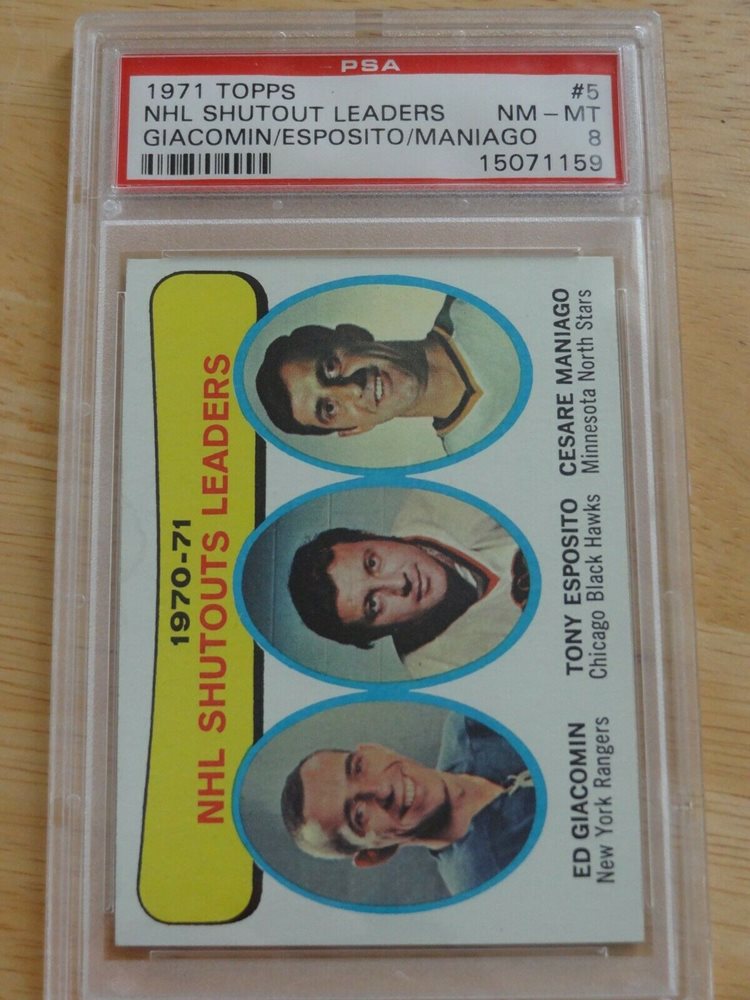 PSA
1971 TOPPS #5
NHL SHUTOUT LEADERS NM - MT
GIACOMIN/ESPOSITO/MANIAGO 8
15071159
1970-71
NHL SHUTOUTS LEADERS
ED GIACOMIN
New York Rangers
TONY ESPOSITO
Chicago Black Hawks
CESARE MANIAGO
Minnesota North Stars